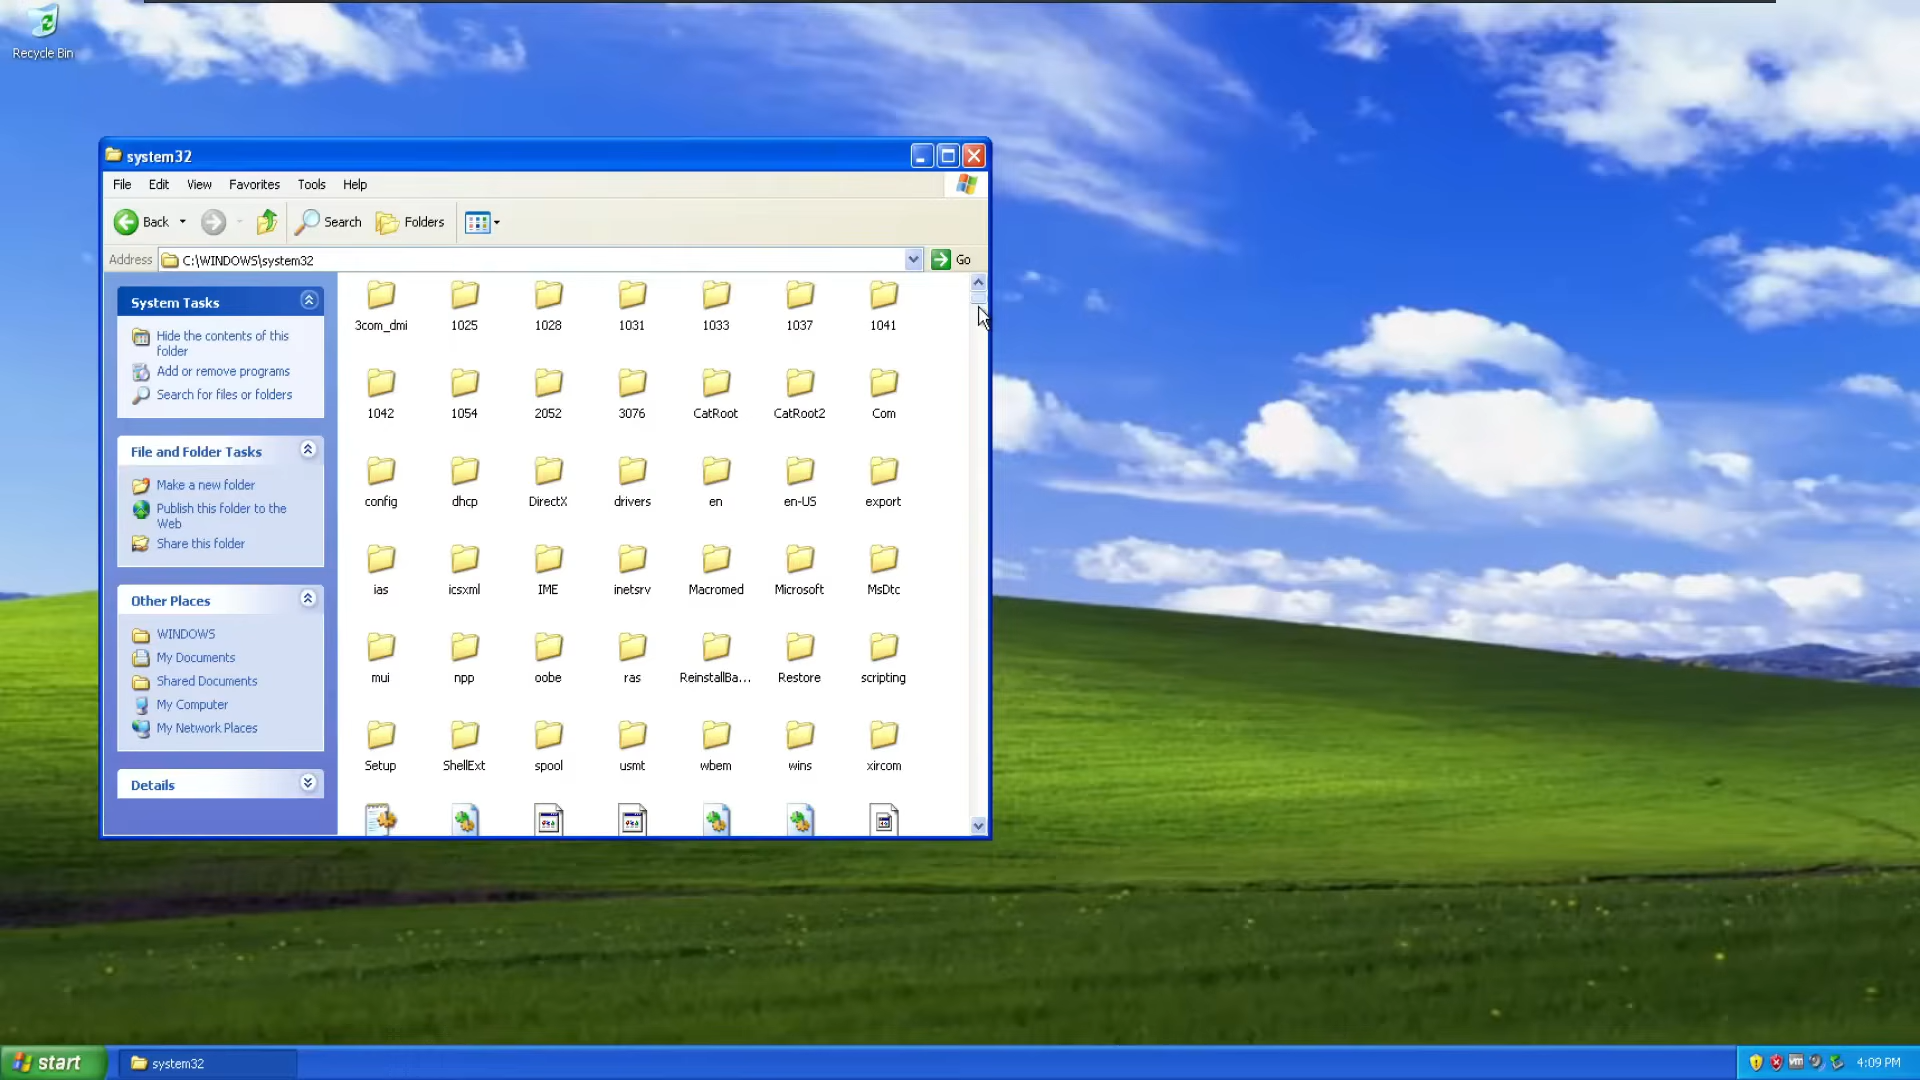 Recycle Bin
system32
File Edit View Favorites Tools Help
Back Search Folders
Address C:\WINDOWS\system32 Go
System Tasks
Hide the contents of this
folder
Add or remove programs
Search for files or folders
File and Folder Tasks
Make a new folder
Publish this folder to the
Web
Share this folder
Other Places
WINDOWS
My Documents
Shared Documents
My Computer
My Network Places
Details
3com_dmi 1025 1028 1031 1033 1037 1041
1042 1054 2052 3076 CatRoot CatRoot2 Com
config dhcp DirectX drivers en en-US export
ias icsxml IME inetsrv Macromed Microsoft MsDtc
mui npp oobe ras ReinstallBa... Restore scripting
Setup ShellExt spool usmt wbem wins xircom
start system32 vm 4:09 PM